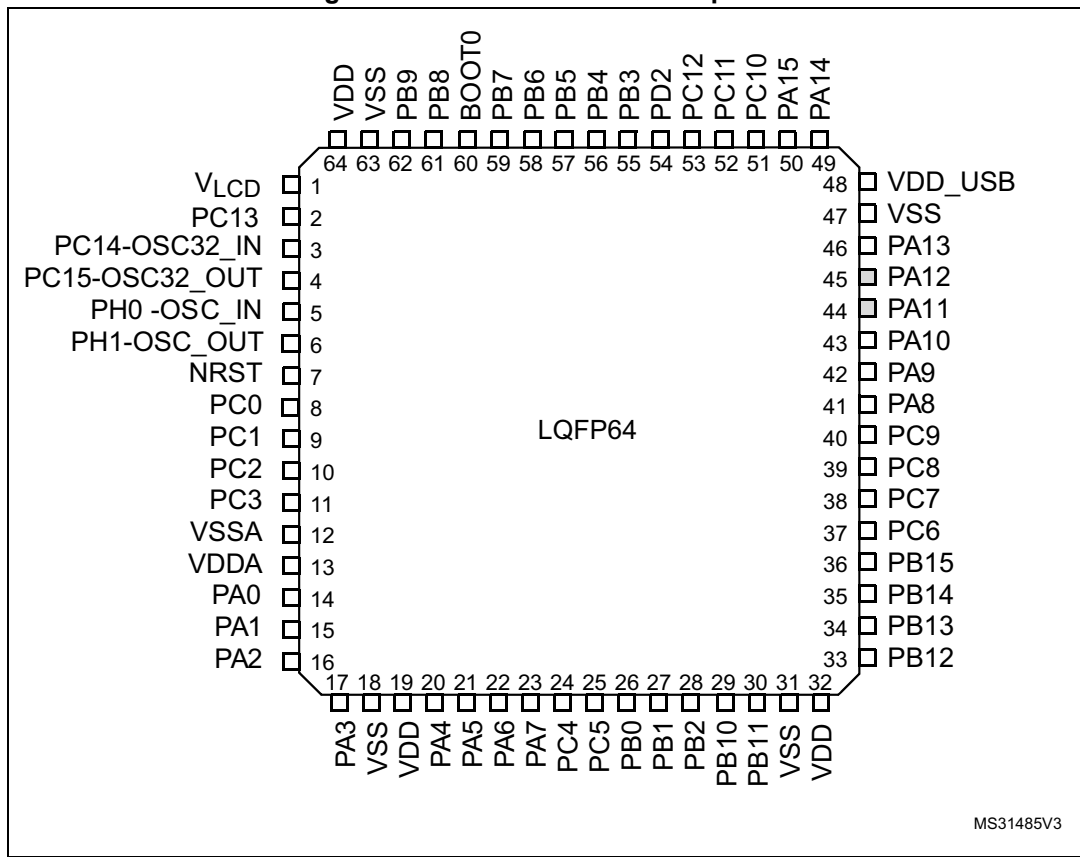 VDD
VSS
PB9
PB8
BOOT0
PB7
PB6
PB5
PB4
PB3
PD2
PC12
PC11
PC10
PA15
PA14
64 63 62 61 60 59 58 57 56 55 54 53 52 51 50 49
VLCD 1
PC13 2
PC14-OSC32_IN 3
PC15-OSC32_OUT 4
PH0 -OSC_IN 5
PH1-OSC_OUT 6
NRST 7
PC0 8
PC1 9
PC2 10
PC3 11
VSSA 12
VDDA 13
PA0 14
PA1 15
PA2 16
LQFP64
48 VDD_USB
47 VSS
46 PA13
45 PA12
44 PA11
43 PA10
42 PA9
41 PA8
40 PC9
39 PC8
38 PC7
37 PC6
36 PB15
35 PB14
34 PB13
33 PB12
17 18 19 20 21 22 23 24 25 26 27 28 29 30 31 32
PA3
VSS
VDD
PA4
PA5
PA6
PA7
PC4
PC5
PB0
PB1
PB2
PB10
PB11
VSS
VDD
MS31485V3